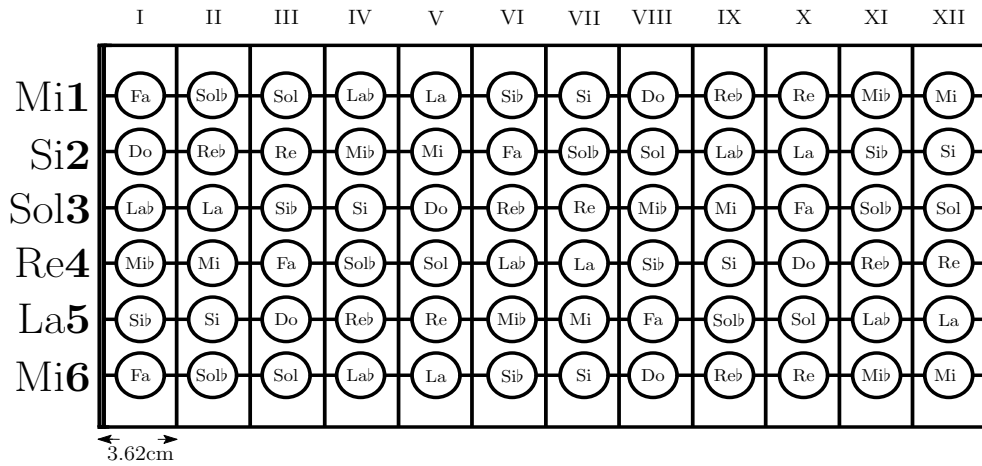 I II III IV V VI VII VIII IX X XI XII
Mi1 Fa Sol♭ Sol La♭ La Si♭ Si Do Re♭ Re Mi♭ Mi
Si2 Do Re♭ Re Mi♭ Mi Fa Sol♭ Sol La♭ La Si♭ Si
Sol3 La♭ La Si♭ Si Do Re♭ Re Mi♭ Mi Fa Sol♭ Sol
Re4 Mi♭ Mi Fa Sol♭ Sol La♭ La Si♭ Si Do Re♭ Re
La5 Si♭ Si Do Re♭ Re Mi♭ Mi Fa Sol♭ Sol La♭ La
Mi6 Fa Sol♭ Sol La♭ La Si♭ Si Do Re♭ Re Mi♭ Mi
3.62cm